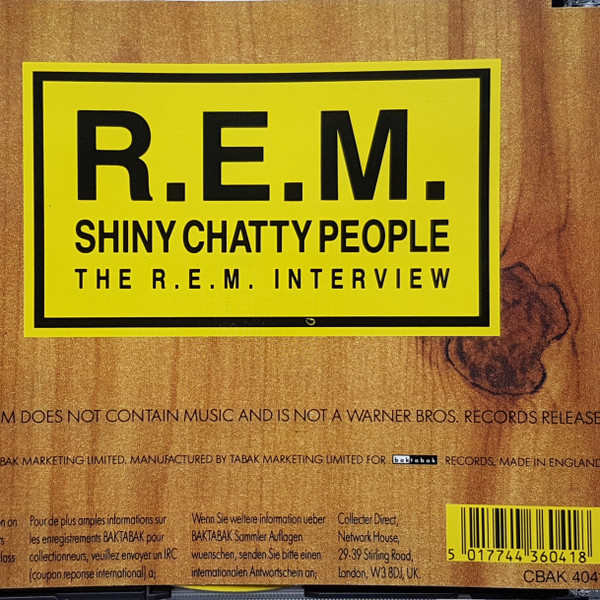 R.E.M.
SHINY CHATTY PEOPLE
THE R.E.M. INTERVIEW
DOES NOT CONTAIN MUSIC AND IS NOT A WARNER BROS. RECORDS RELEASE
MARKETING LIMITED. MANUFACTURED BY TABAK MARKETING LIMITED FOR baktabak RECORDS. MADE IN ENGLAND
on
Pour de plus amples informations sur
les enregistrements BAKTABAK pour
collectionneurs, veuillez envoyer un IRC
(coupon reponse international) a;.
Wenn Sie weitere information ueber
BAKTABAK Sammler Auflagen
wuenschen, senden Sie bitte einen
internationalen Antwortschein an;
Collecter Direct,
Network House,
29-39 Stirling Road,
London, W3 8DJ, UK.
5 017744 360418
CBAK 404